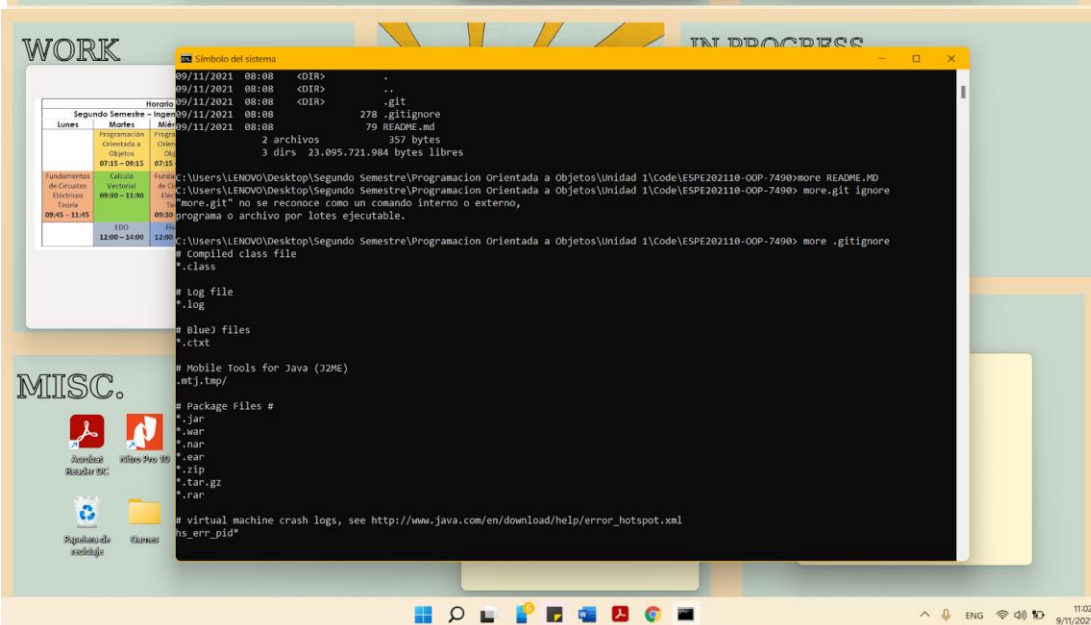 WORK
IN PROGRESS
Símbolo del sistema
09/11/2021  08:08    <DIR>          .
09/11/2021  08:08    <DIR>          ..
09/11/2021  08:08    <DIR>          .git
09/11/2021  08:08               278 .gitignore
09/11/2021  08:08                79 README.md
2 archivos            357 bytes
3 dirs  23.095.721.984 bytes libres
C:\Users\LENOVO\Desktop\Segundo Semestre\Programacion Orientada a Objetos\Unidad 1\Code\ESPE202110-OOP-7490>more README.MD
C:\Users\LENOVO\Desktop\Segundo Semestre\Programacion Orientada a Objetos\Unidad 1\Code\ESPE202110-OOP-7490> more.git ignore
"more.git" no se reconoce como un comando interno o externo,
programa o archivo por lotes ejecutable.
C:\Users\LENOVO\Desktop\Segundo Semestre\Programacion Orientada a Objetos\Unidad 1\Code\ESPE202110-OOP-7490> more .gitignore
# Compiled class file
*.class
# Log file
*.log
# BlueJ files
*.ctxt
# Mobile Tools for Java (J2ME)
.mtj.tmp/
# Package Files #
*.jar
*.war
*.nar
*.ear
*.zip
*.tar.gz
*.rar
# virtual machine crash logs, see http://www.java.com/en/download/help/error_hotspot.xml
hs_err_pid*
Horario
Segundo Semestre –
Lunes Martes
Programación
Orientada a
Objetos
07:15 – 09:15 07:15
Fundamentos
de Circuitos
Eléctricos
Teoría
09:45 – 11:45
Calculo
Vectorial
09:30 – 11:30
09:30
EDO
12:00 – 14:00 12:00
MISC.
Acrobat
Reader DC
Nitro Pro 10
Papelera de
reciclaje
Games
ENG
11:02